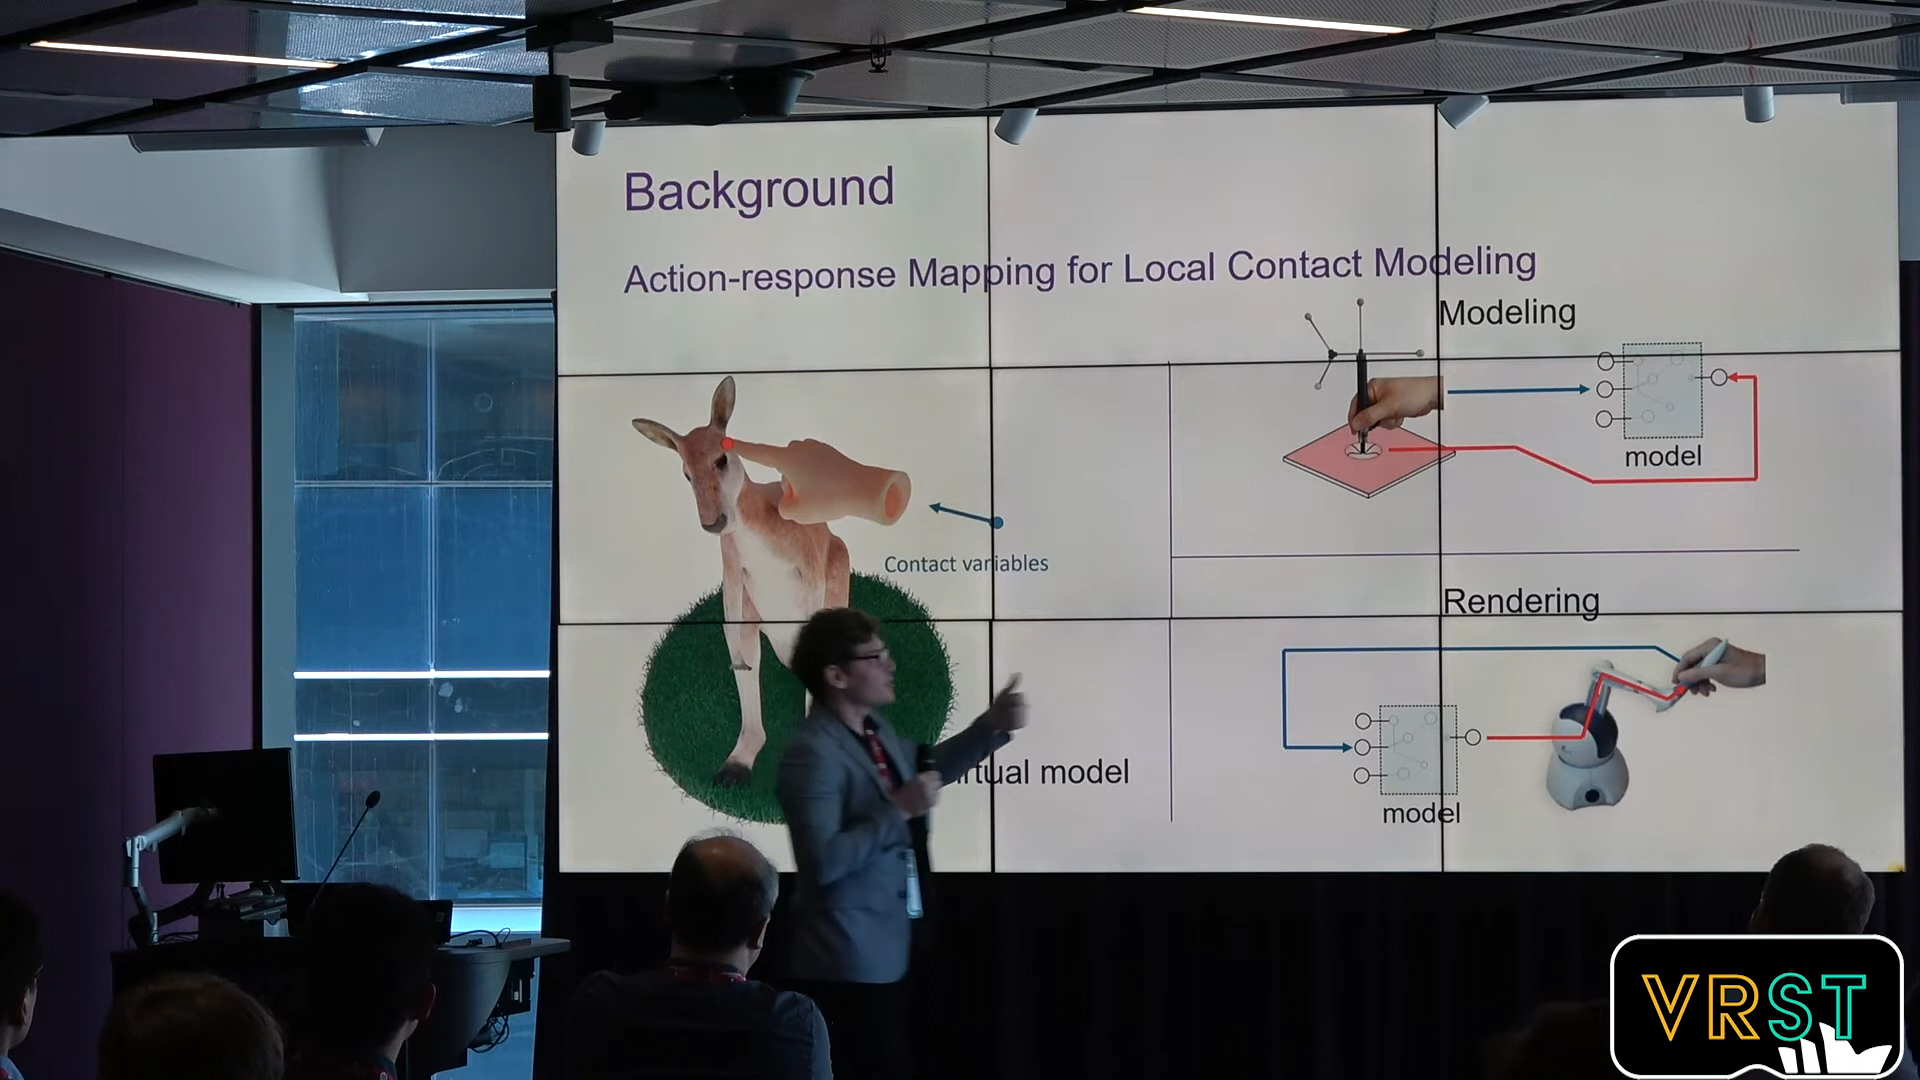 Background
Action-response Mapping for Local Contact Modeling
Modeling
model
Contact variables
Rendering
model
model
VRST